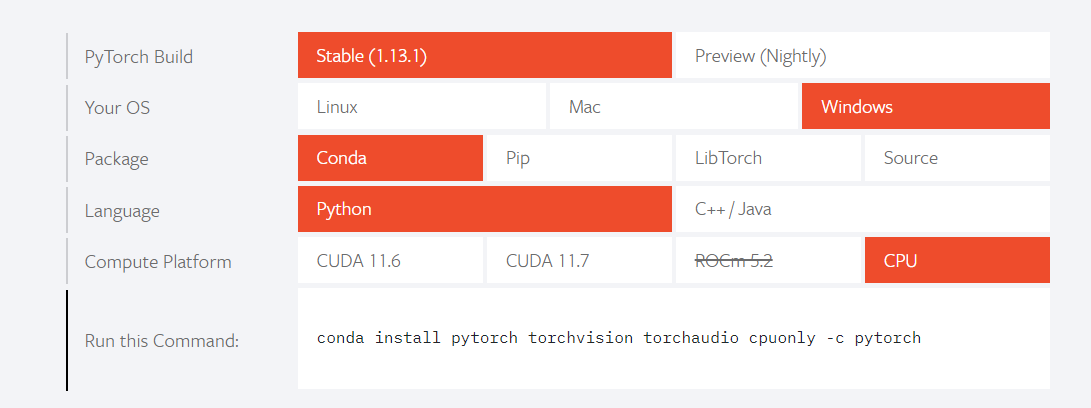 PyTorch Build Stable (1.13.1) Preview (Nightly)
Your OS Linux Mac Windows
Package Conda Pip LibTorch Source
Language Python C++ / Java
Compute Platform CUDA 11.6 CUDA 11.7 ROCm 5.2 CPU
Run this Command: conda install pytorch torchvision torchaudio cpuonly -c pytorch